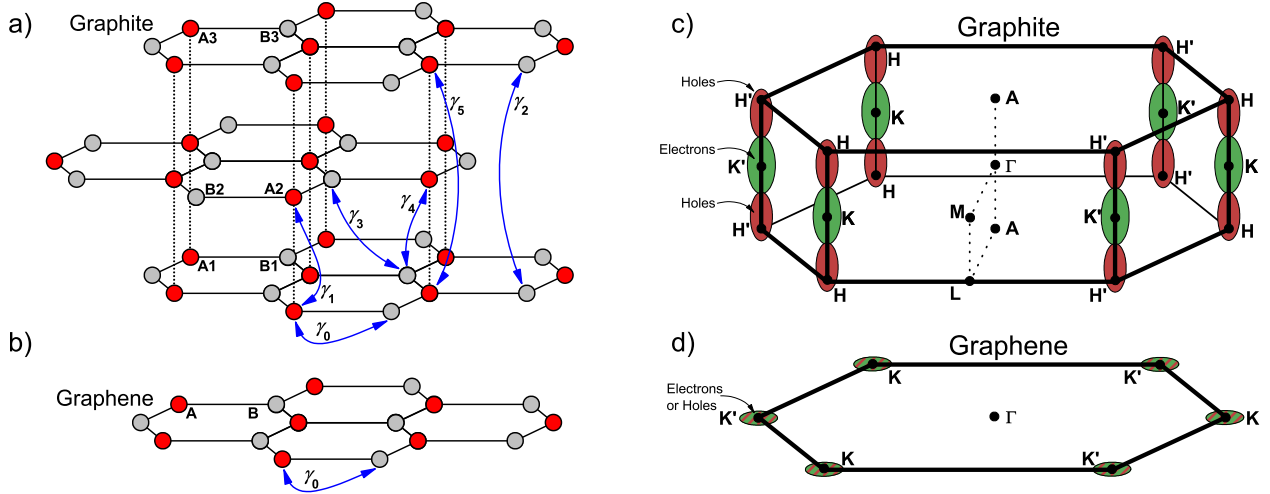 a)
Graphite
A3
B3
γ5
γ2
B2
A2
γ3
γ4
A1
B1
γ1
γ0
b)
Graphene
A
B
γ0
c)
Graphite
Holes
H
H'
H'
H
A
K
K'
H
H'
Electrons
K'
Γ
K
H
H'
Holes
M
K
K'
H'
A
H
H
L
H'
d)
Graphene
K
K'
Electrons
or Holes
K'
Γ
K
K
K'